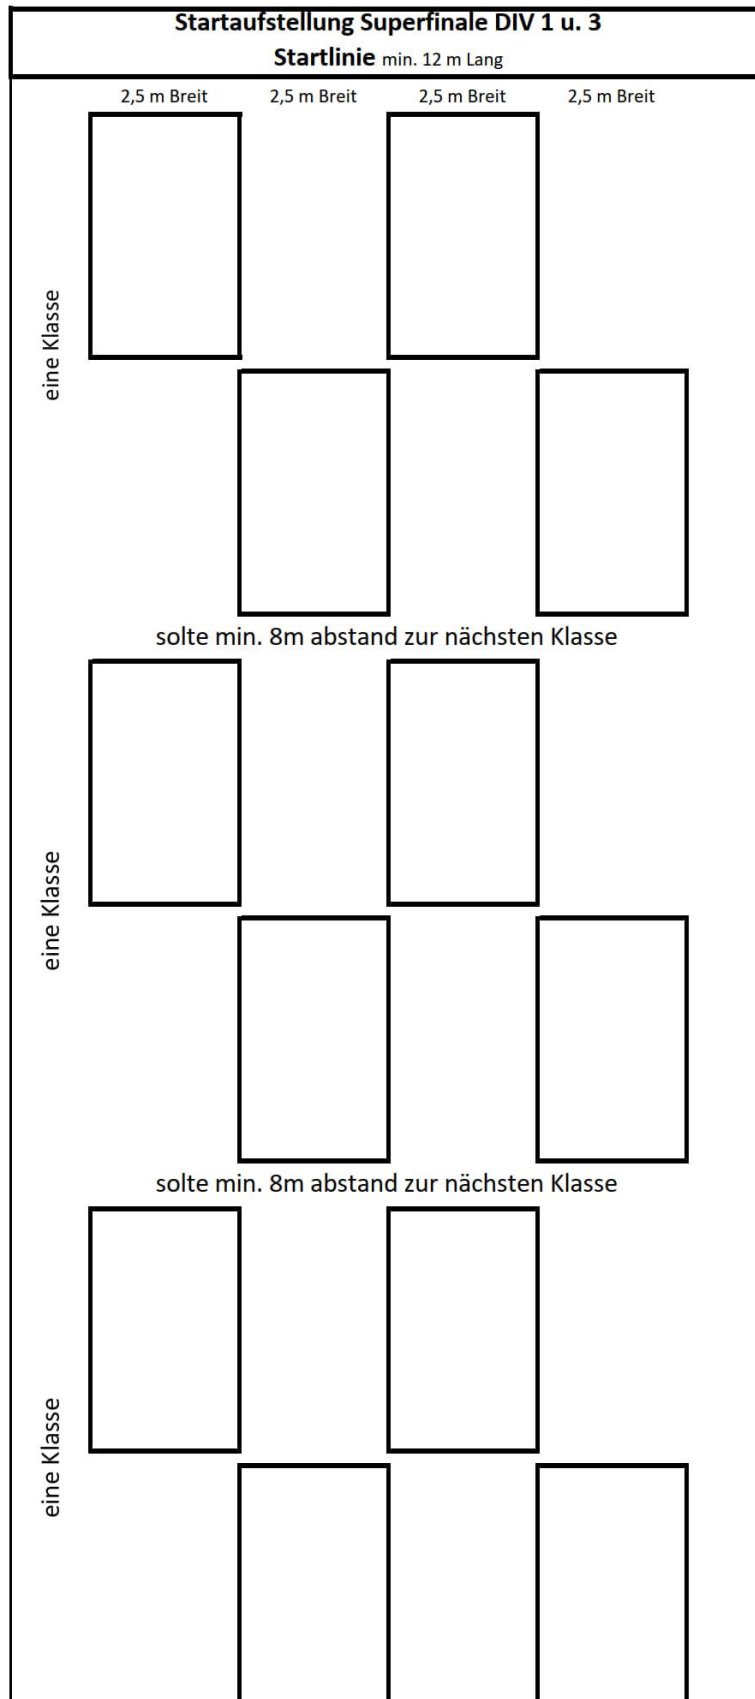 Startaufstellung Superfinale DIV 1 u. 3
Startlinie min. 12 m Lang
2,5 m Breit 2,5 m Breit 2,5 m Breit 2,5 m Breit
eine Klasse
solte min. 8m abstand zur nächsten Klasse
eine Klasse
solte min. 8m abstand zur nächsten Klasse
eine Klasse